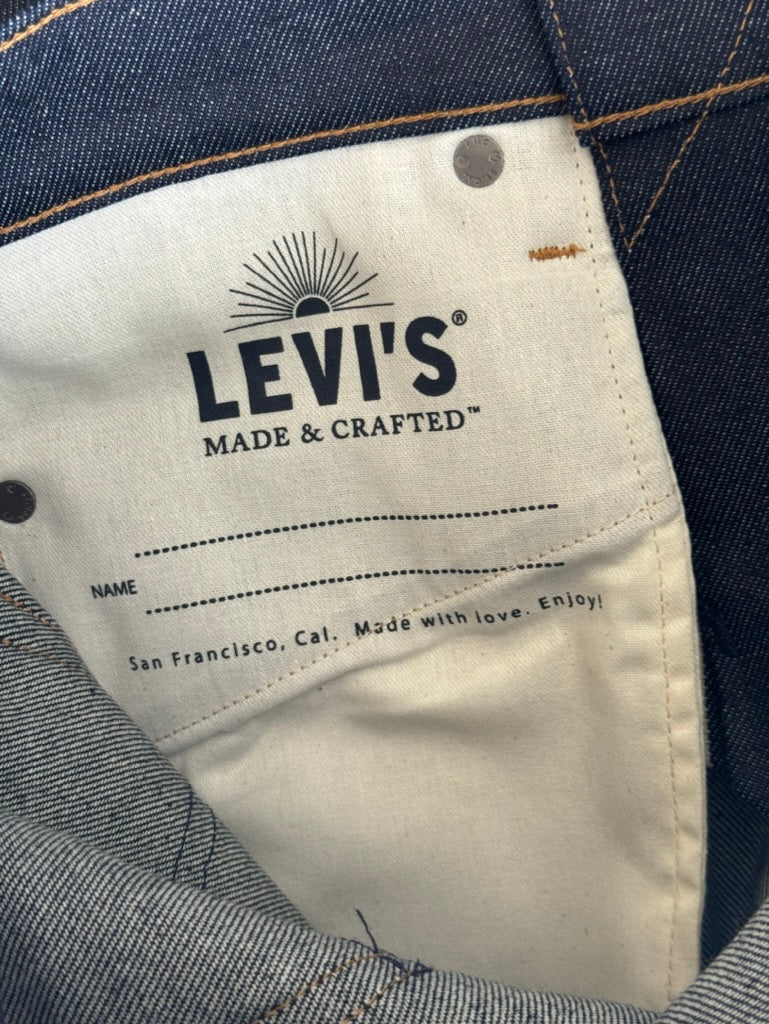 LEVI'S®
MADE & CRAFTED™
NAME
San Francisco, Cal. Made with love. Enjoy!